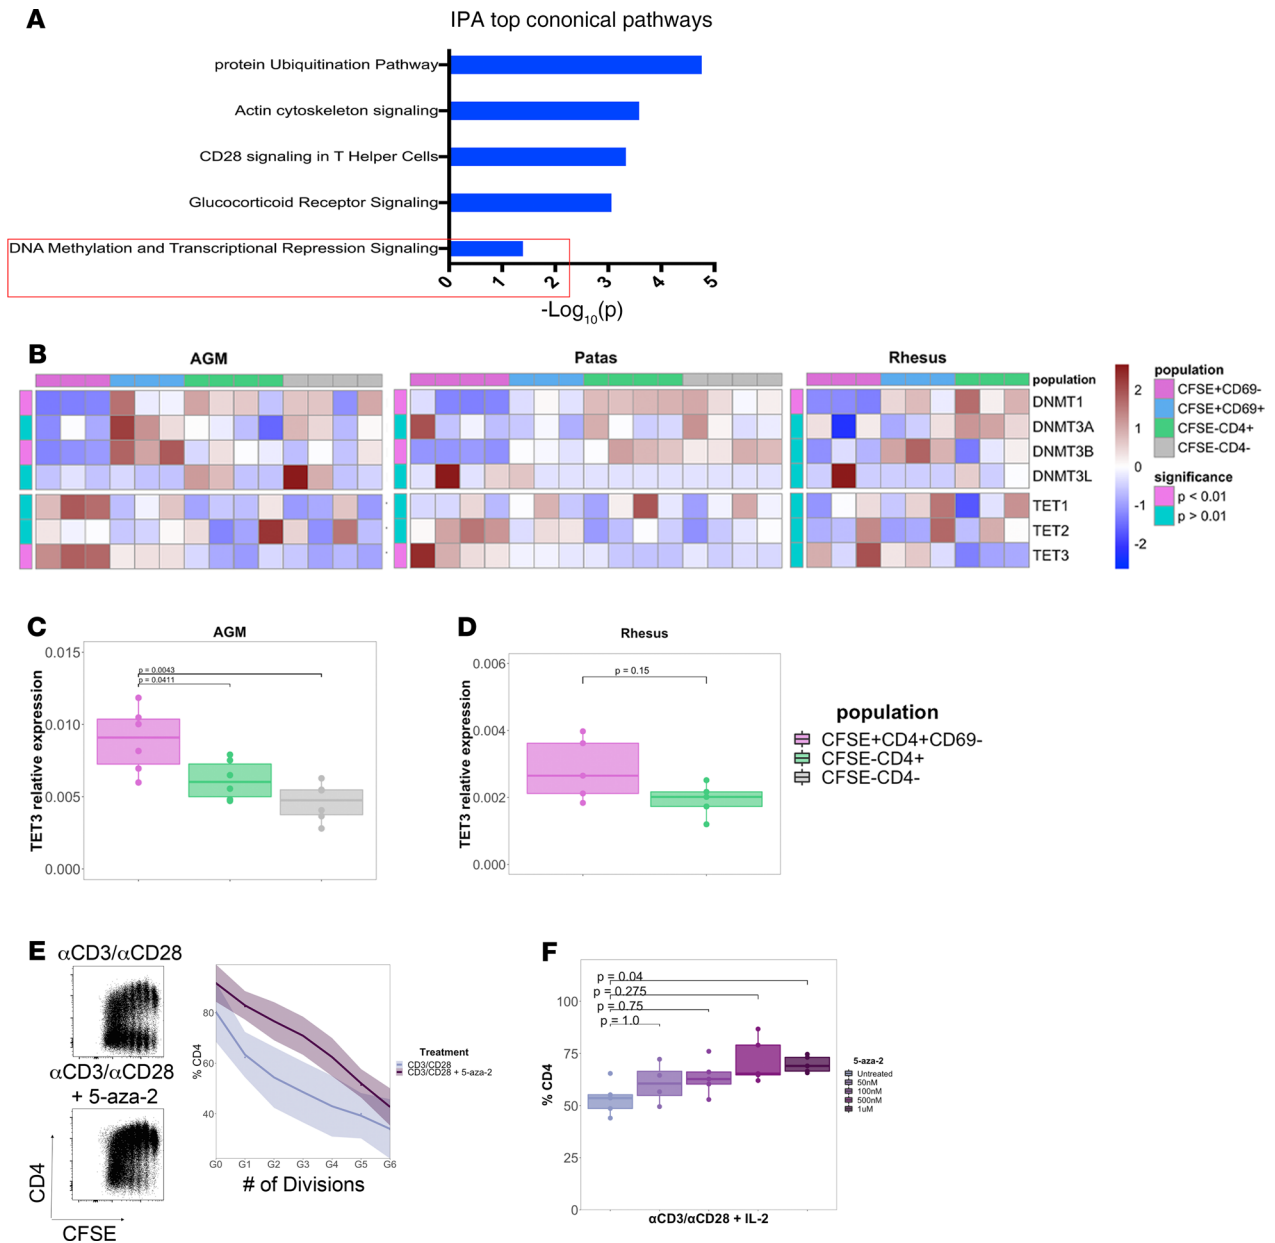 A
IPA top cononical pathways
protein Ubiquitination Pathway
Actin cytoskeleton signaling
CD28 signaling in T Helper Cells
Glucocorticoid Receptor Signaling
DNA Methylation and Transcriptional Repression Signaling
0 1 2 3 4 5
-Log10(p)
B
AGM
Patas
Rhesus
population
DNMT1
DNMT3A
DNMT3B
DNMT3L
TET1
TET2
TET3
2
1
0
-1
-2
population
CFSE+CD69-
CFSE+CD69+
CFSE-CD4+
CFSE-CD4-
significance
p < 0.01
p > 0.01
C
AGM
TET3 relative expression
0.015
0.010
0.005
0.000
p = 0.0043
p = 0.0411
D
Rhesus
TET3 relative expression
0.006
0.004
0.002
0.000
p = 0.15
population
CFSE+CD4+CD69-
CFSE-CD4+
CFSE-CD4-
E
αCD3/αCD28
αCD3/αCD28
+ 5-aza-2
CD4
CFSE
% CD4
80
60
40
G0 G1 G2 G3 G4 G5 G6
# of Divisions
Treatment
CD3/CD28
CD3/CD28 + 5-aza-2
F
% CD4
100
75
50
25
0
p = 0.04
p = 0.275
p = 0.75
p = 1.0
αCD3/αCD28 + IL-2
5-aza-2
Untreated
50nM
100nM
500nM
1uM